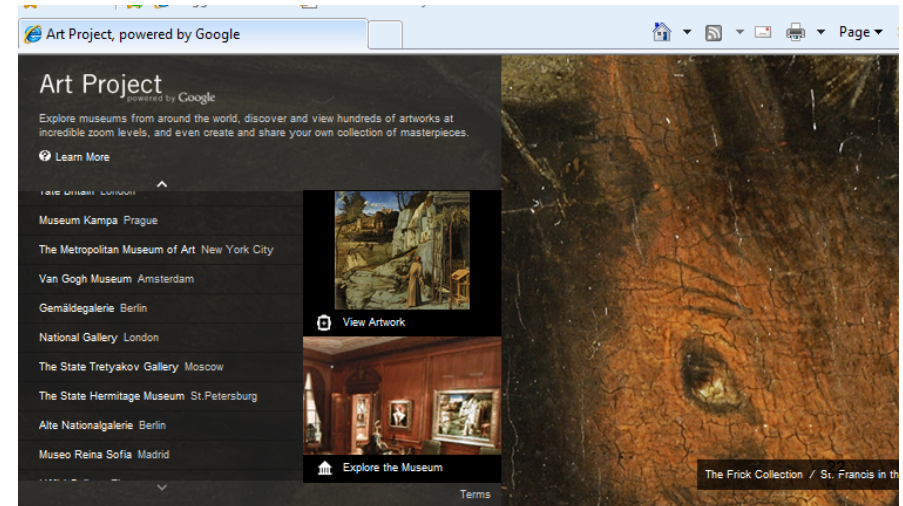 Art Project, powered by Google
Page
Art Project
powered by Google
Explore museums from around the world, discover and view hundreds of artworks at
incredible zoom levels, and even create and share your own collection of masterpieces.
Learn More
Tate Britain London
Museum Kampa Prague
The Metropolitan Museum of Art New York City
Van Gogh Museum Amsterdam
Gemäldegalerie Berlin
National Gallery London
The State Tretyakov Gallery Moscow
The State Hermitage Museum St.Petersburg
Alte Nationalgalerie Berlin
Museo Reina Sofia Madrid
View Artwork
Explore the Museum
Terms
The Frick Collection / St. Francis in th